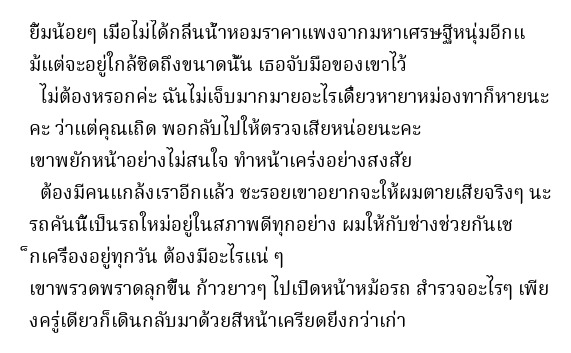 ยิ้มน้อยๆ เมื่อไม่ได้กลิ่นน้ำหอมราคาแพงจากมหาเศรษฐีหนุ่มอีกแ
ม้แต่จะอยู่ใกล้ชิดถึงขนาดนั้น เธอจับมือของเขาไว้
ไม่ต้องหรอกค่ะ ฉันไม่เจ็บมากมายอะไรเดี๋ยวหายาหม่องทาก็หายนะ
คะ ว่าแต่คุณเถิด พอกลับไปให้ตรวจเสียหน่อยนะคะ
เขาพยักหน้าอย่างไม่สนใจ ทำหน้าเคร่งอย่างสงสัย
ต้องมีคนแกล้งเราอีกแล้ว ชะรอยเขาอยากจะให้ผมตายเสียจริงๆ นะ
รถคันนี้เป็นรถใหม่อยู่ในสภาพดีทุกอย่าง ผมให้กับช่างช่วยกันเช
็กเครื่องอยู่ทุกวัน ต้องมีอะไรแน่ ๆ
เขาพรวดพราดลุกขึ้น ก้าวยาวๆ ไปเปิดหน้าหม้อรถ สำรวจอะไรๆ เพีย
งครู่เดียวก็เดินกลับมาด้วยสีหน้าเครียดยิ่งกว่าเก่า